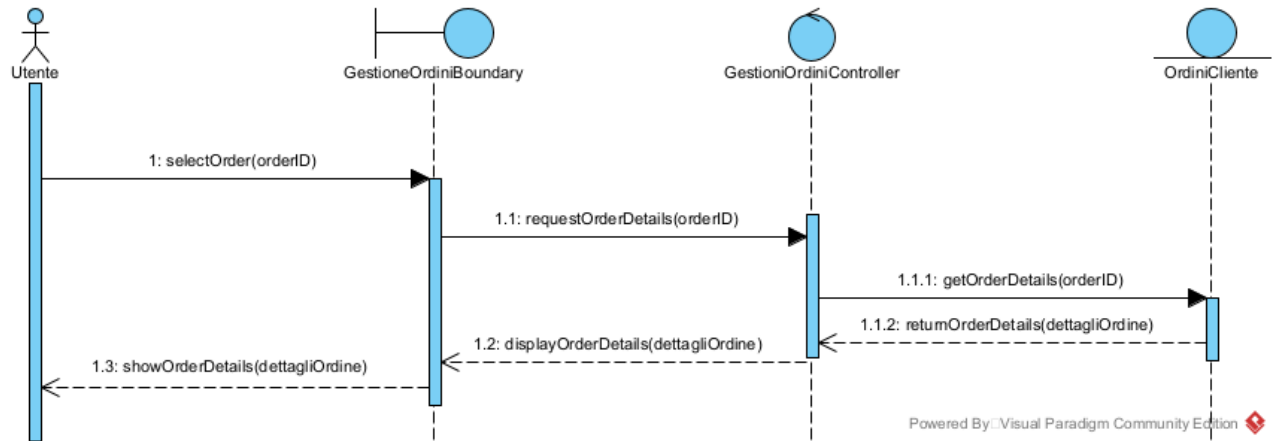 Utente
GestioneOrdiniBoundary
GestioniOrdiniController
OrdiniCliente
1: selectOrder(orderID)
1.1: requestOrderDetails(orderID)
1.1.1: getOrderDetails(orderID)
1.1.2: returnOrderDetails(dettagliOrdine)
1.2: displayOrderDetails(dettagliOrdine)
1.3: showOrderDetails(dettagliOrdine)
Powered By Visual Paradigm Community Edition